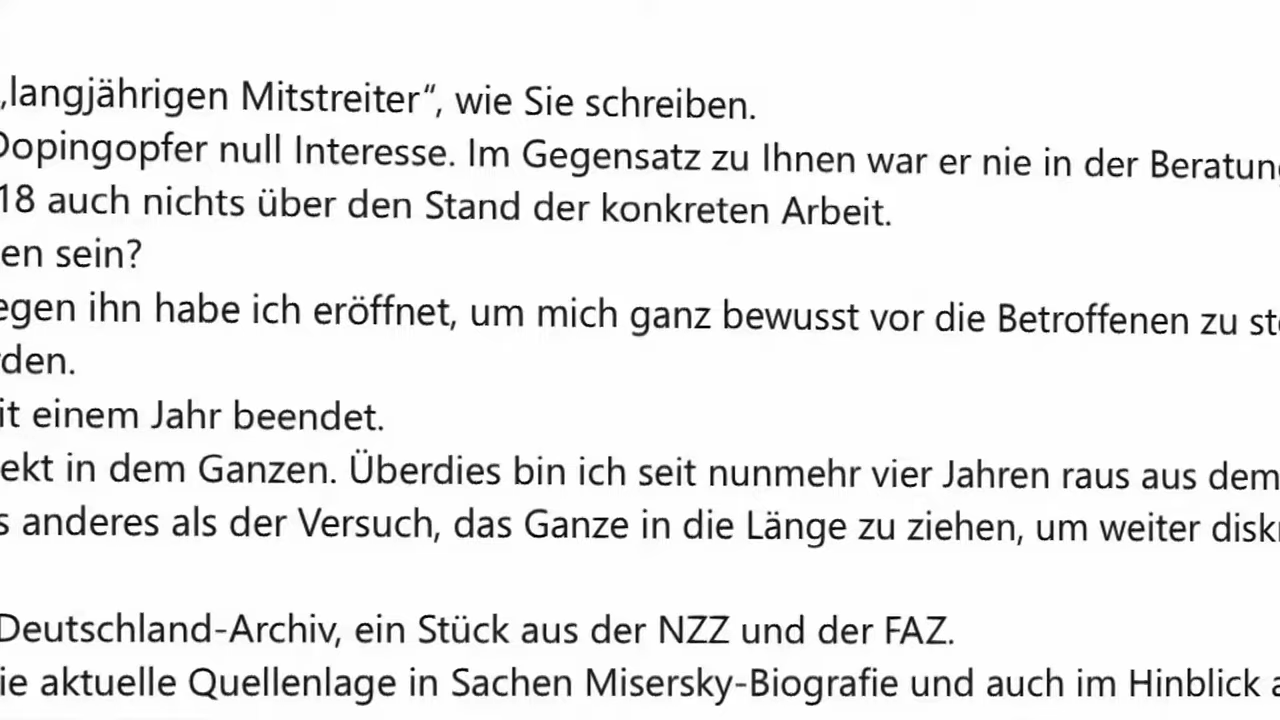 „langjährigen Mitstreiter“, wie Sie schreiben.
Dopingopfer null Interesse. Im Gegensatz zu Ihnen war er nie in der Beratung
18 auch nichts über den Stand der konkreten Arbeit.
en sein?
egen ihn habe ich eröffnet, um mich ganz bewusst vor die Betroffenen zu ste
rden.
it einem Jahr beendet.
ekt in dem Ganzen. Überdies bin ich seit nunmehr vier Jahren raus aus dem
s anderes als der Versuch, das Ganze in die Länge zu ziehen, um weiter diskr
Deutschland-Archiv, ein Stück aus der NZZ und der FAZ.
ie aktuelle Quellenlage in Sachen Misersky-Biografie und auch im Hinblick a